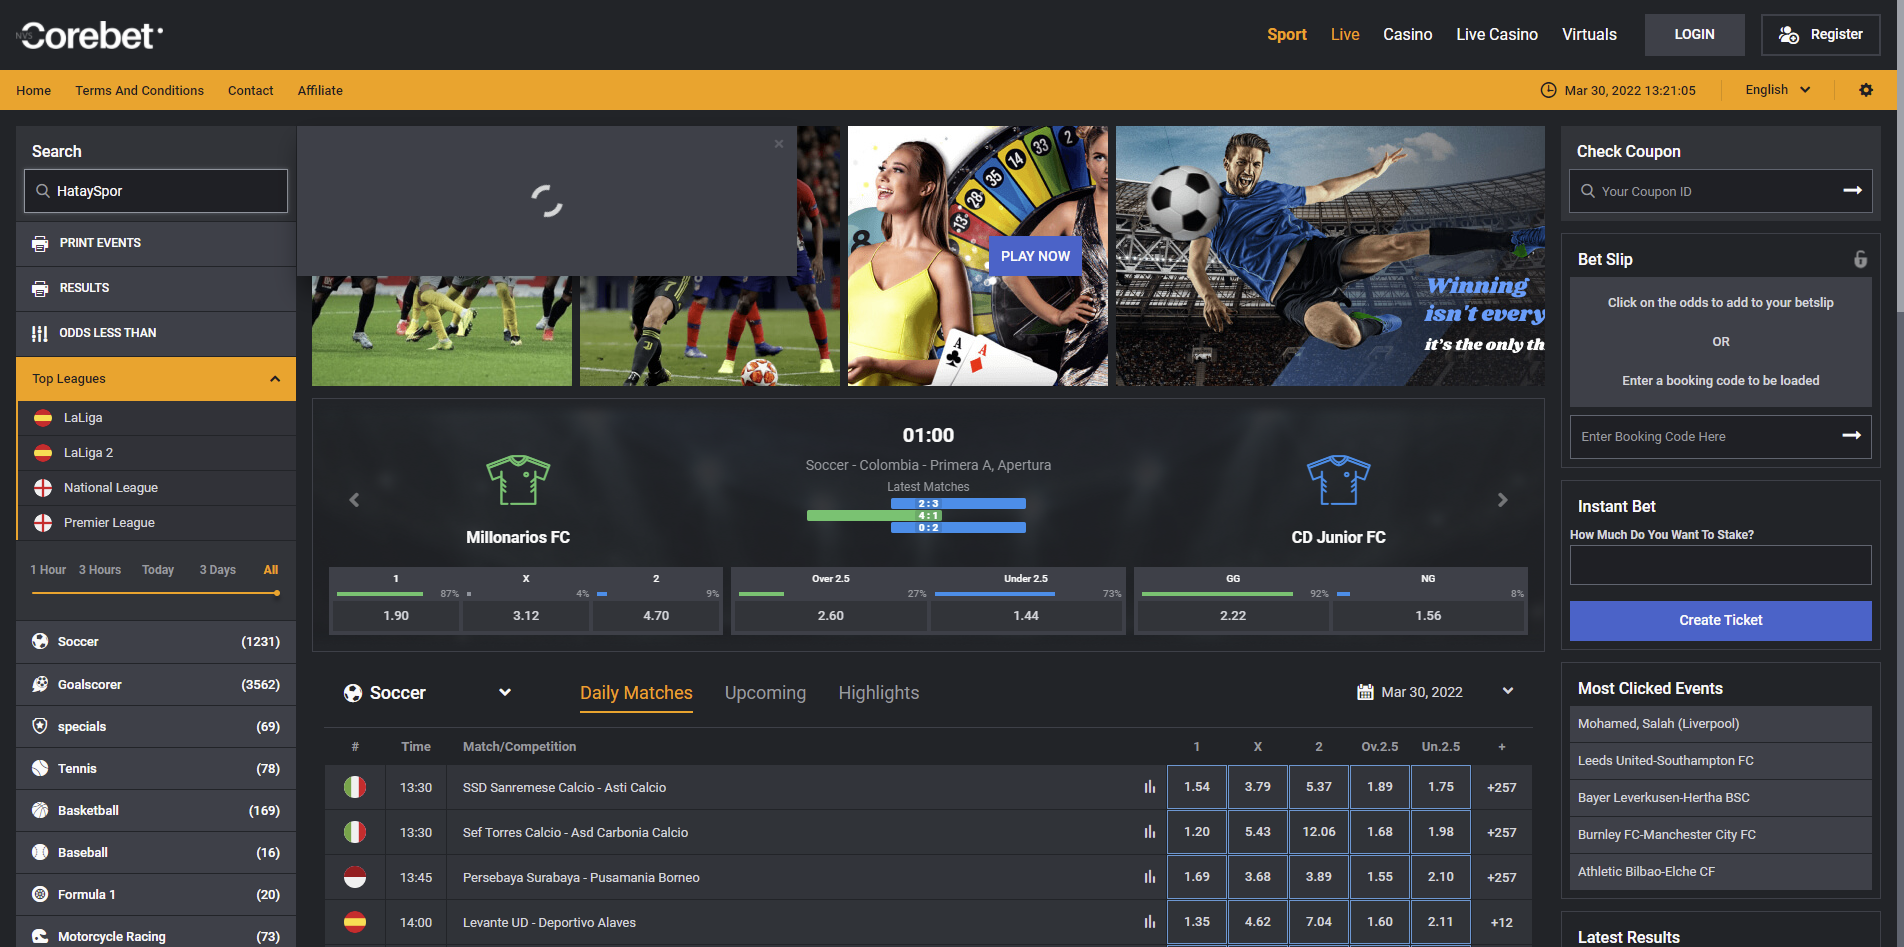 NVS
Corebet
Sport
Live
Casino
Live Casino
Virtuals
LOGIN
Register
Home
Terms And Conditions
Contact
Affiliate
Mar 30, 2022 13:21:05
English
Search
HataySpor
PRINT EVENTS
RESULTS
ODDS LESS THAN
Top Leagues
LaLiga
LaLiga 2
National League
Premier League
1 Hour
3 Hours
Today
3 Days
All
Soccer (1231)
Goalscorer (3562)
specials (69)
Tennis (78)
Basketball (169)
Baseball (16)
Formula 1 (20)
Motorcycle Racing (73)
×
8
13
28
35
14
33
2
A
A
PLAY NOW
Winning
isn't every
it's the only th
01:00
Soccer - Colombia - Primera A, Apertura
Latest Matches
2 : 3
4 : 1
0 : 2
Millonarios FC
CD Junior FC
1 X 2
87% 4% 9%
1.90 3.12 4.70
Over 2.5 Under 2.5
27% 73%
2.60 1.44
GG NG
92% 8%
2.22 1.56
Soccer
Daily Matches
Upcoming
Highlights
Mar 30, 2022
# Time Match/Competition 1 X 2 Ov.2.5 Un.2.5 +
13:30 SSD Sanremese Calcio - Asti Calcio 1.54 3.79 5.37 1.89 1.75 +257
13:30 Sef Torres Calcio - Asd Carbonia Calcio 1.20 5.43 12.06 1.68 1.98 +257
13:45 Persebaya Surabaya - Pusamania Borneo 1.69 3.68 3.89 1.55 2.10 +257
14:00 Levante UD - Deportivo Alaves 1.35 4.62 7.04 1.60 2.11 +12
Check Coupon
Your Coupon ID
Bet Slip
Click on the odds to add to your betslip
OR
Enter a booking code to be loaded
Enter Booking Code Here
Instant Bet
How Much Do You Want To Stake?
Create Ticket
Most Clicked Events
Mohamed, Salah (Liverpool)
Leeds United-Southampton FC
Bayer Leverkusen-Hertha BSC
Burnley FC-Manchester City FC
Athletic Bilbao-Elche CF
Latest Results